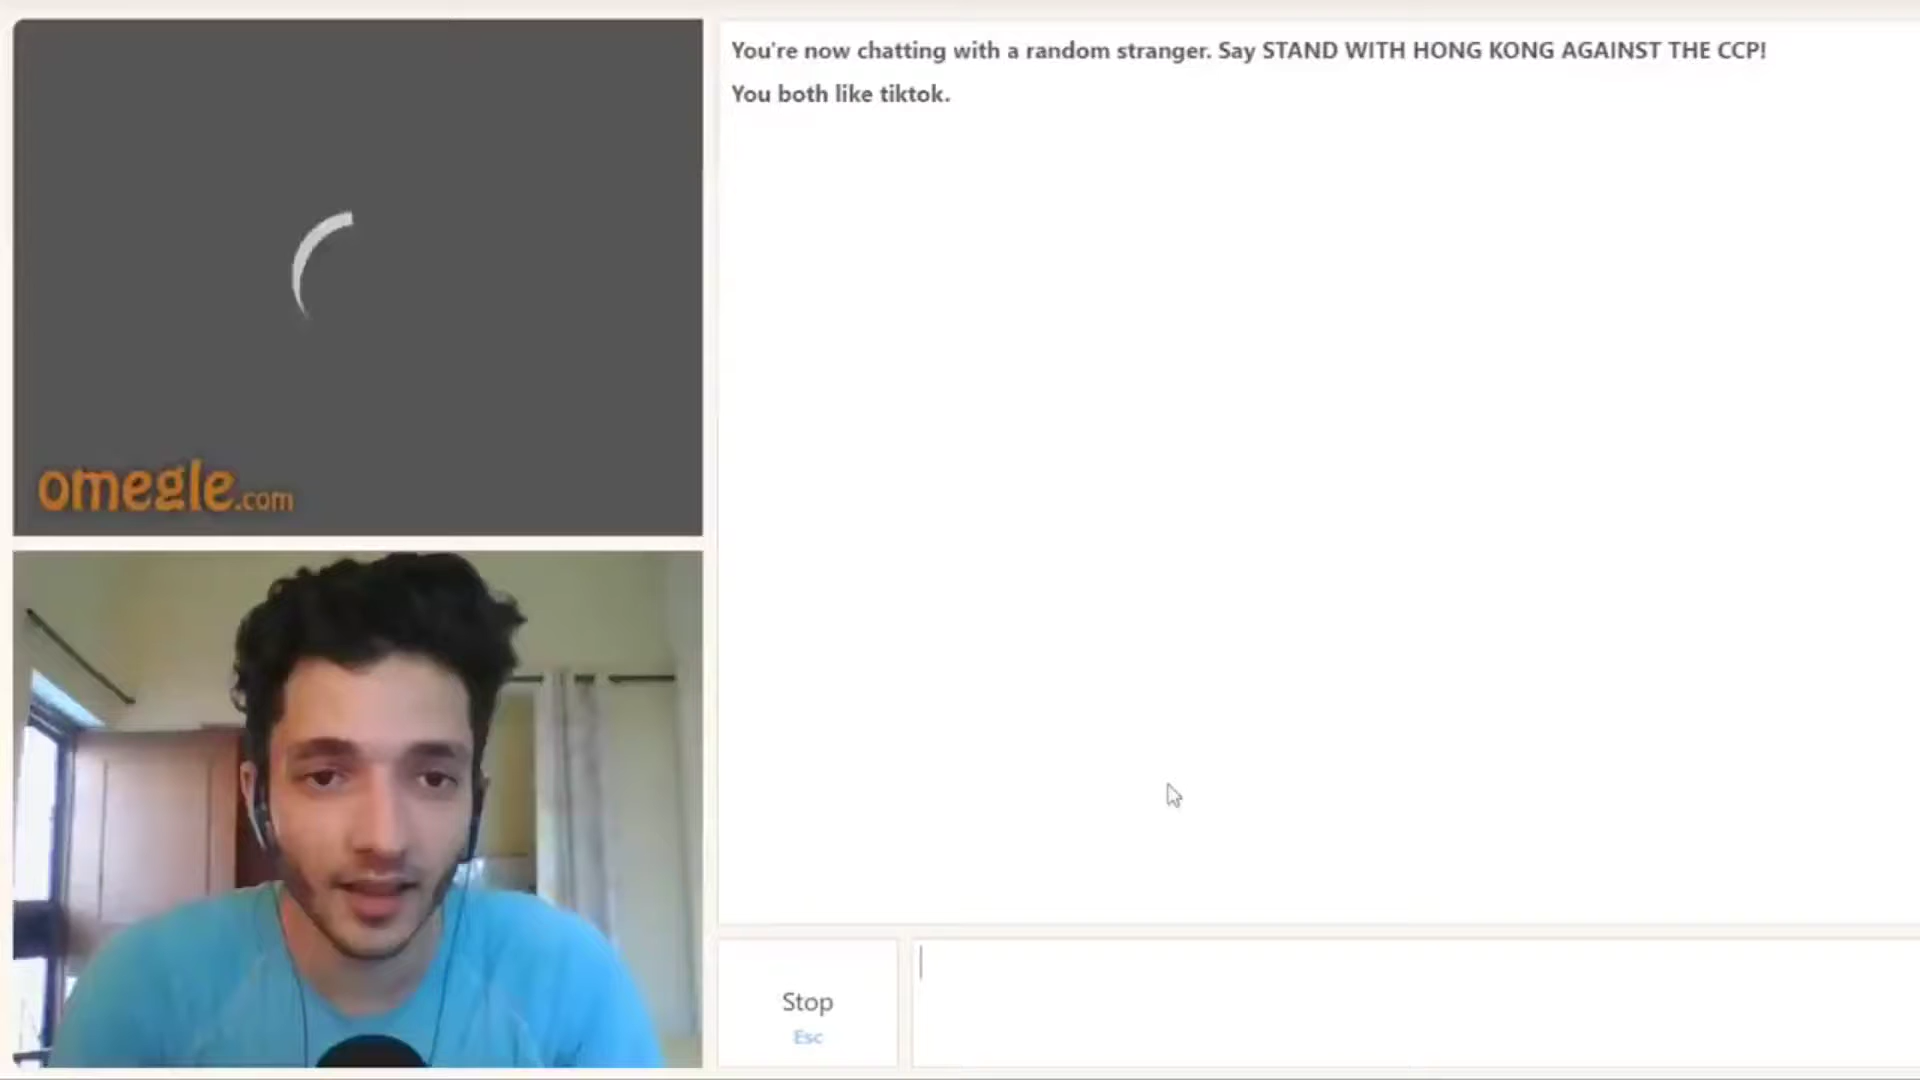 You're now chatting with a random stranger. Say STAND WITH HONG KONG AGAINST THE CCP!
You both like tiktok.
omegle.com
Stop
Esc